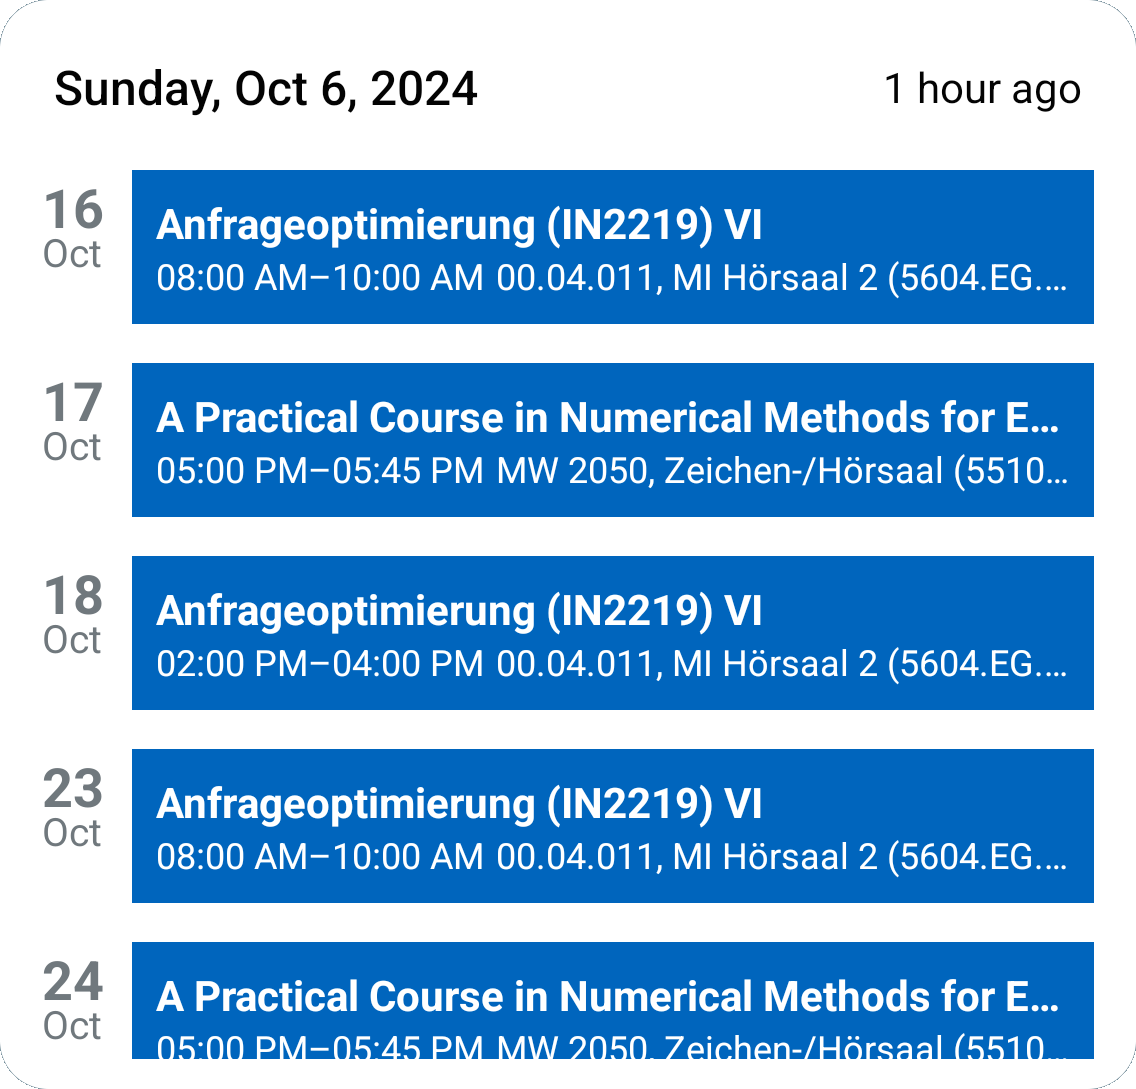 Sunday, Oct 6, 2024
1 hour ago
16
Oct
Anfrageoptimierung (IN2219) VI
08:00 AM–10:00 AM 00.04.011, MI Hörsaal 2 (5604.EG....
17
Oct
A Practical Course in Numerical Methods for E...
05:00 PM–05:45 PM MW 2050, Zeichen-/Hörsaal (5510...
18
Oct
Anfrageoptimierung (IN2219) VI
02:00 PM–04:00 PM 00.04.011, MI Hörsaal 2 (5604.EG....
23
Oct
Anfrageoptimierung (IN2219) VI
08:00 AM–10:00 AM 00.04.011, MI Hörsaal 2 (5604.EG....
24
Oct
A Practical Course in Numerical Methods for E...
05:00 PM–05:45 PM MW 2050, Zeichen-/Hörsaal (5510...